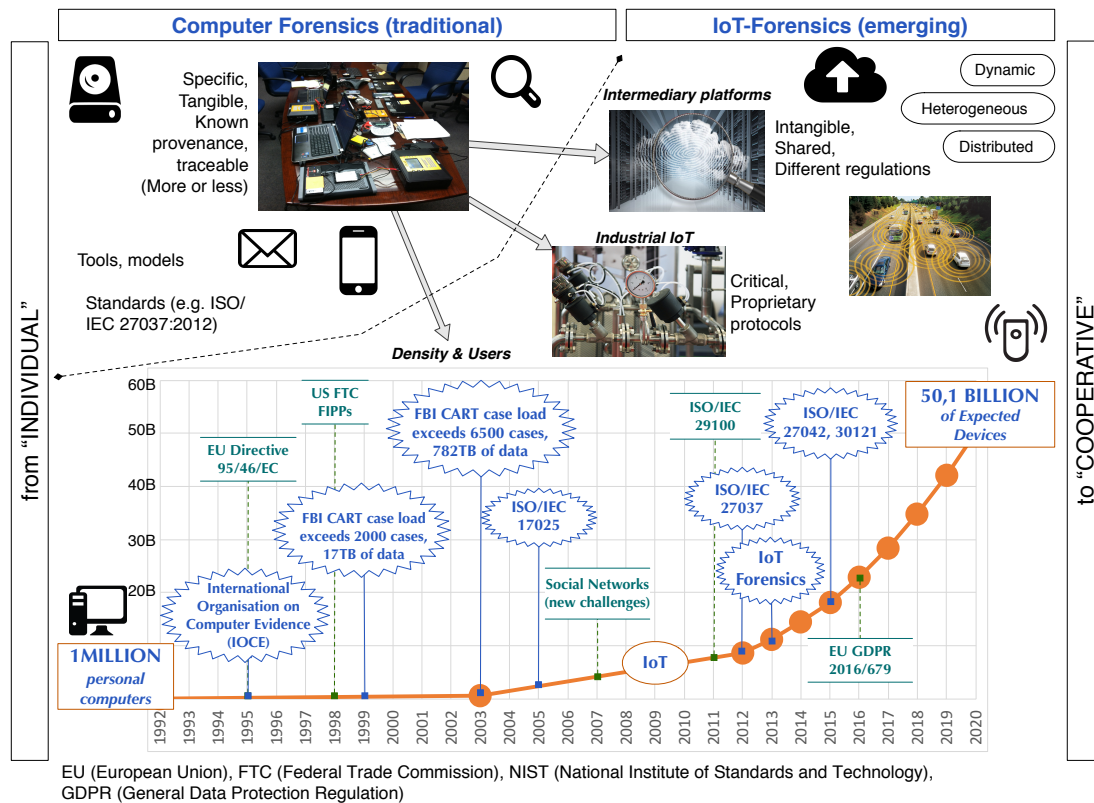 Computer Forensics (traditional)
IoT-Forensics (emerging)
from “INDIVIDUAL”
to “COOPERATIVE”
Specific,
Tangible,
Known
provenance,
traceable
(More or less)
Intermediary platforms
Dynamic
Heterogeneous
Distributed
Intangible,
Shared,
Different regulations
Tools, models
Standards (e.g. ISO/
IEC 27037:2012)
Industrial IoT
Critical,
Proprietary
protocols
Density & Users
60B
50B
40B
30B
20B
1MILLION
personal
computers
EU Directive
95/46/EC
International
Organisation on
Computer Evidence
(IOCE)
US FTC
FIPPs
FBI CART case load
exceeds 2000 cases,
17TB of data
FBI CART case load
exceeds 6500 cases,
782TB of data
ISO/IEC
17025
Social Networks
(new challenges)
IoT
ISO/IEC
29100
ISO/IEC
27037
IoT
Forensics
ISO/IEC
27042, 30121
EU GDPR
2016/679
50,1 BILLION
of Expected
Devices
1992
1993
1994
1995
1996
1997
1998
1999
2000
2001
2002
2003
2004
2005
2006
2007
2008
2009
2010
2011
2012
2013
2014
2015
2016
2017
2018
2019
2020
EU (European Union), FTC (Federal Trade Commission), NIST (National Institute of Standards and Technology),
GDPR (General Data Protection Regulation)